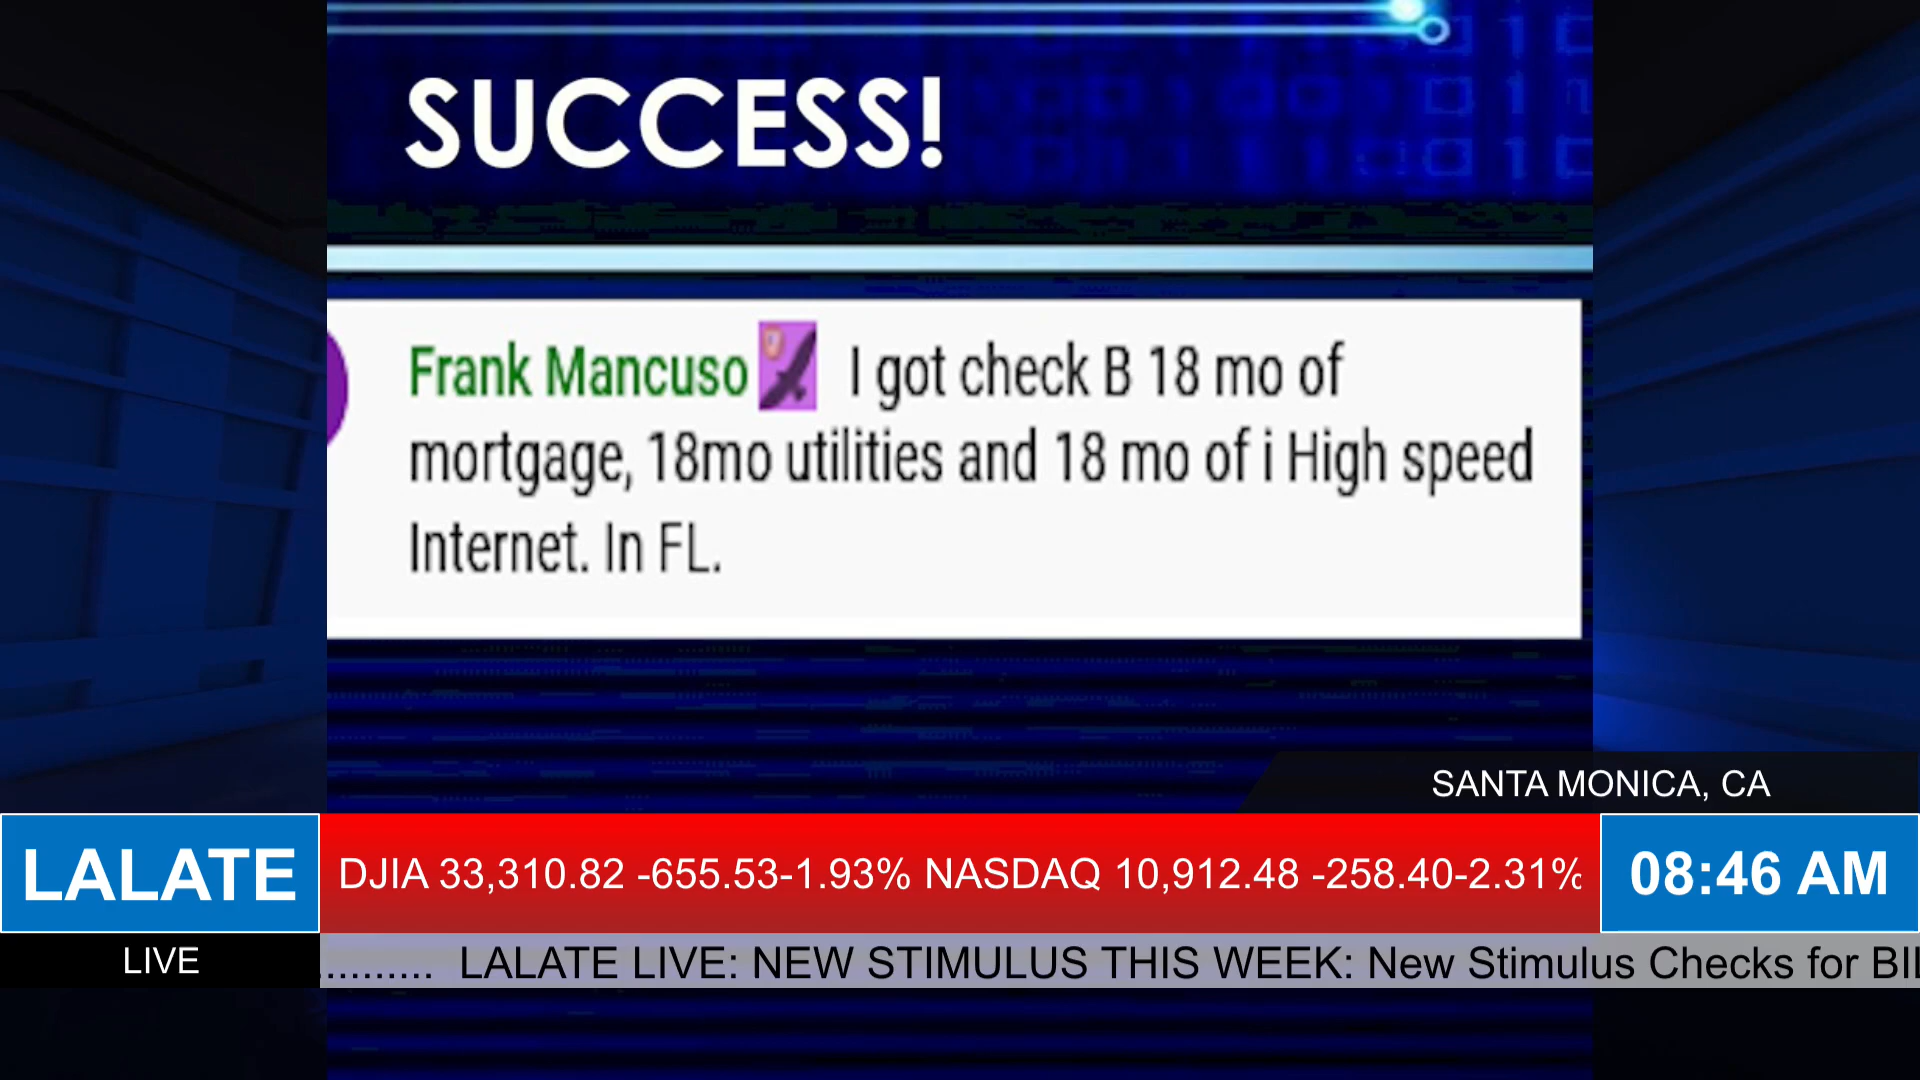 SUCCESS!
Frank Mancuso I got check B 18 mo of
mortgage, 18mo utilities and 18 mo of i High speed
Internet. In FL.
SANTA MONICA, CA
LALATE
DJIA 33,310.82 -655.53-1.93% NASDAQ 10,912.48 -258.40-2.31%
08:46 AM
LIVE
.......... LALATE LIVE: NEW STIMULUS THIS WEEK: New Stimulus Checks for